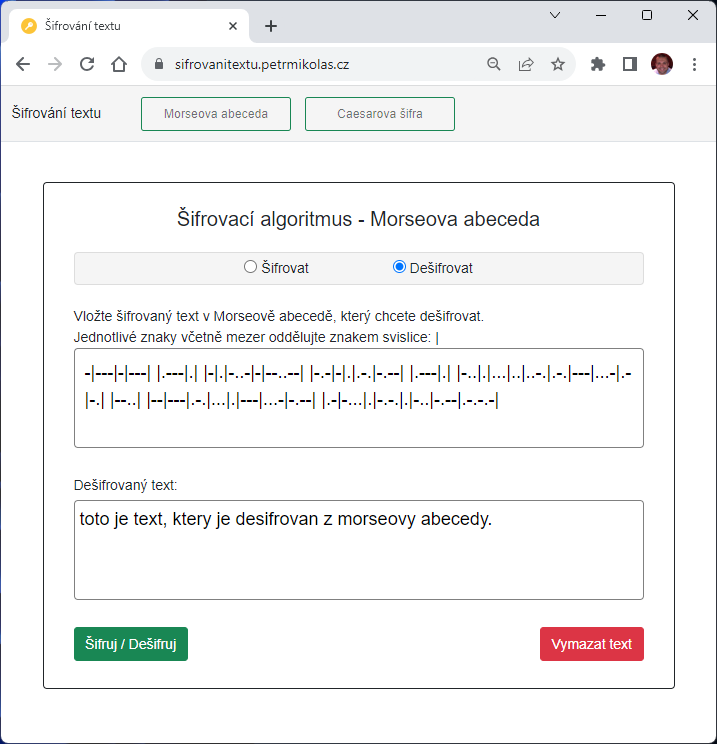 Šifrování textu
sifrovanitextu.petrmikolas.cz
Šifrování textu Morseova abeceda Caesarova šifra
Šifrovací algoritmus - Morseova abeceda
Šifrovat Dešifrovat
Vložte šifrovaný text v Morseově abecedě, který chcete dešifrovat.
Jednotlivé znaky včetně mezer oddělujte znakem svislice: |
-|---|-|---| |.---|.| |-|.|-..-|-|--..--| |-.-|-|.|.-.|-.--| |.---|.| |-..|.|...|..|..-.|.-.|---|...-|.-
|-.| |--..| |--|---|.-.|...|.|---|...-|-.--| |.-|-...|.|-.-.|.|-..|-.--|.-.-.-|
Dešifrovaný text:
toto je text, ktery je desifrovan z morseovy abecedy.
Šifruj / Dešifruj Vymazat text